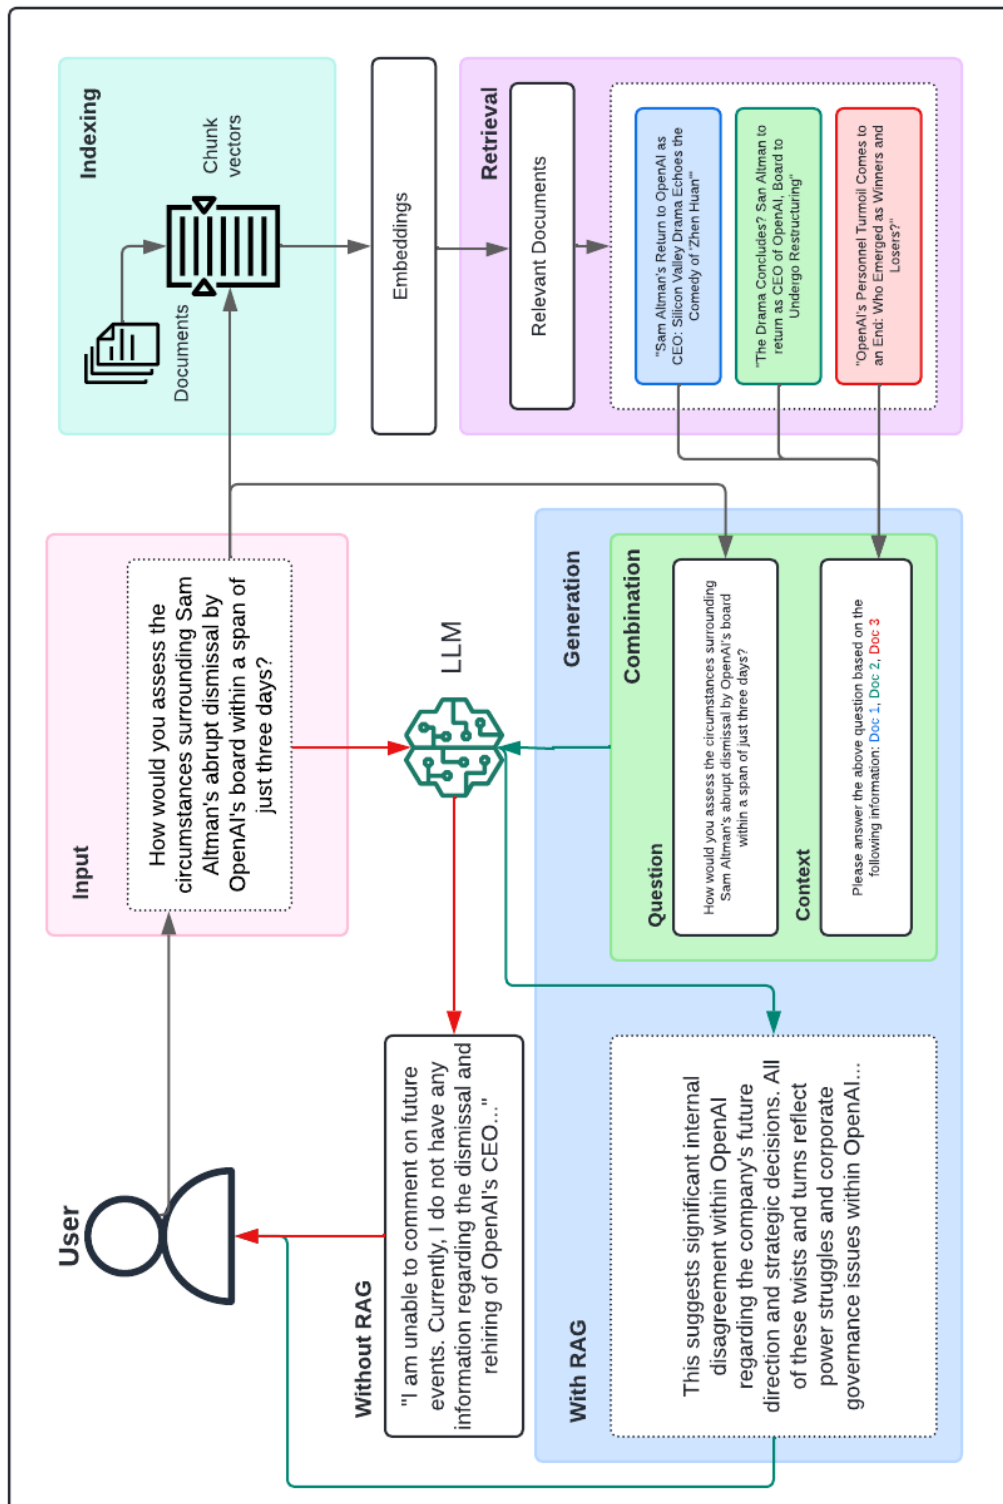 User
Input
How would you assess the
circumstances surrounding Sam
Altman's abrupt dismissal by
OpenAI's board within a span of
just three days?
Indexing
Documents
Chunk
vectors
Embeddings
Retrieval
Relevant Documents
"Sam Altman's Return to OpenAI as
CEO: Silicon Valley Drama Echoes the
Comedy of 'Zhen Huan'"
"The Drama Concludes? San Altman to
return as CEO of OpenAI, Board to
Undergo Restructuring"
"OpenAI's Personnel Turmoil Comes to
an End: Who Emerged as Winners and
Losers?"
LLM
Without RAG
"I am unable to comment on future
events. Currently, I do not have any
information regarding the dismissal and
rehiring of OpenAI's CEO..."
Generation
Combination
Question
How would you assess the circumstances surrounding
Sam Altman's abrupt dismissal by OpenAI's board
within a span of just three days?
Context
Please answer the above question based on the
following information: Doc 1, Doc 2, Doc 3
With RAG
This suggests significant internal
disagreement within OpenAI
regarding the company's future
direction and strategic decisions. All
of these twists and turns reflect
power struggles and corporate
governance issues within OpenAI...